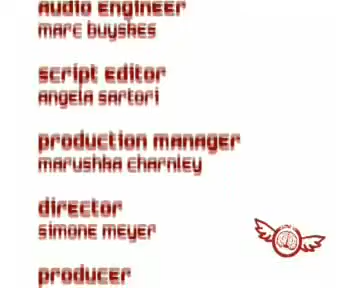 audio engineer
marc buyskes
script editor
angela sartori
production manager
marushka charnley
director
simone meyer
producer